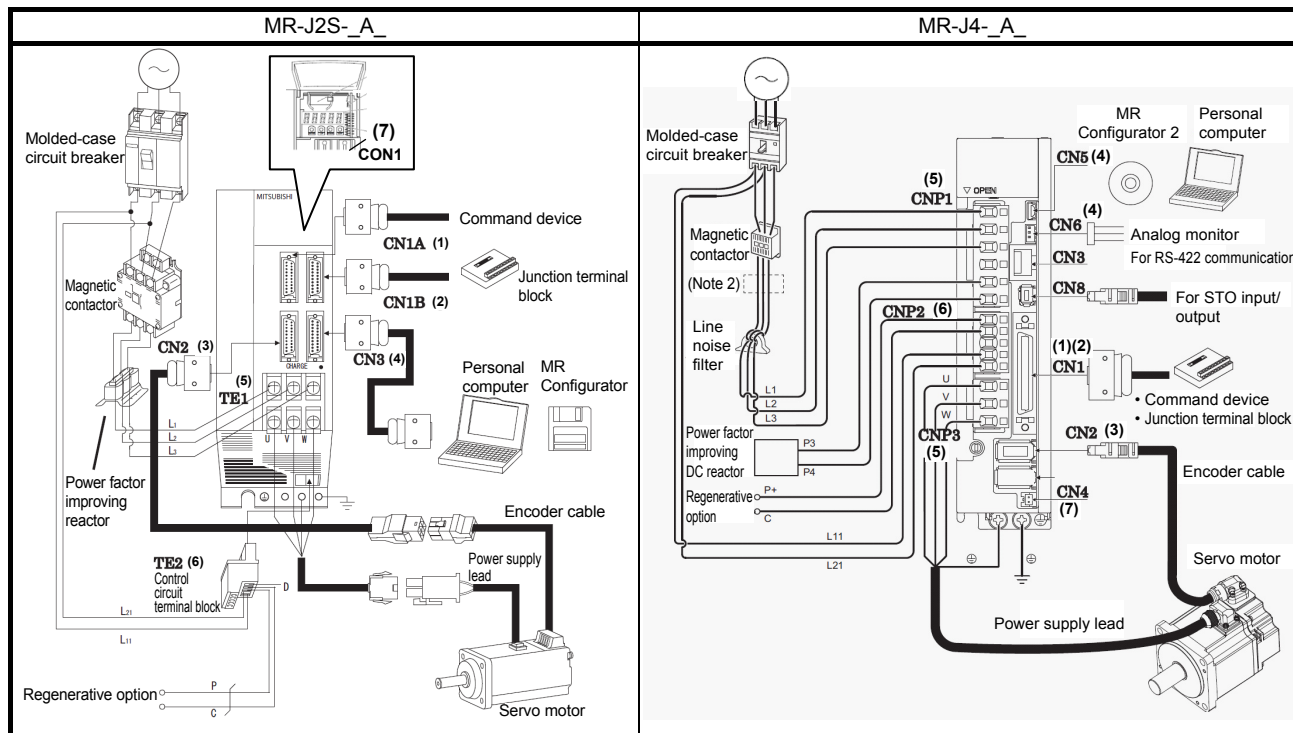 MR-J2S-_A_
MR-J4-_A_
Molded-case
circuit breaker
(7)
CON1
MITSUBISHI
Command device
CN1A (1)
Junction terminal
block
CN1B (2)
Magnetic
contactor
CN2 (3)
CN3 (4)
CHARGE
(5)
TE1
Personal
computer
MR
Configurator
L1
L2
L3
U V W
Power factor
improving
reactor
Encoder cable
TE2 (6)
Control
circuit
terminal block
D
Power supply
lead
L21
L11
Regenerative option
P
C
Servo motor
Molded-case
circuit breaker
MR
Configurator 2
Personal
computer
CN5 (4)
(5)
CNP1
OPEN
(4)
CN6
Analog monitor
For RS-422 communication
CN3
Magnetic
contactor
(Note 2)
CN8
For STO input/
output
CNP2 (6)
Line
noise
filter
(1)(2)
CN1
L1
L2
L3
U
V
W
• Command device
• Junction terminal block
CNP3
(5)
CN2 (3)
Power factor
improving
DC reactor
P3
P4
Encoder cable
Regenerative
option
P+
C
CN4
(7)
L11
L21
Servo motor
Power supply lead